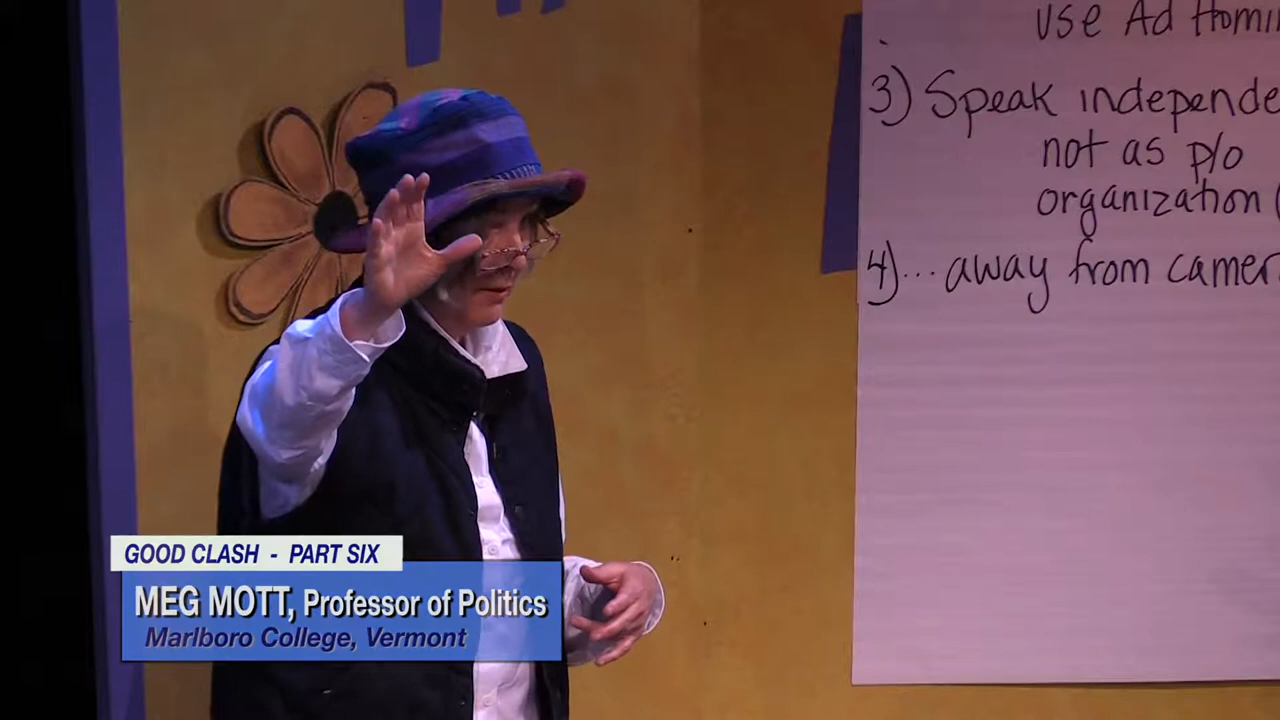 use Ad Homi
3) Speak independe
not as p/o
organization (
4) ... away from camer
GOOD CLASH - PART SIX
MEG MOTT, Professor of Politics
Marlboro College, Vermont